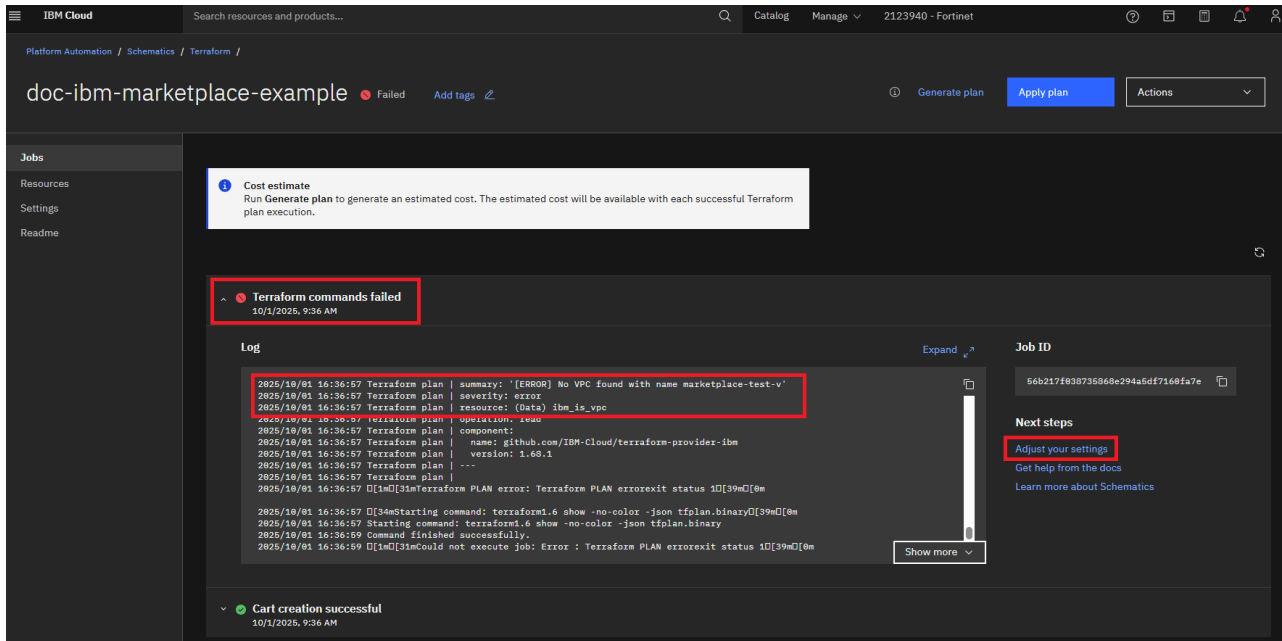 IBM Cloud
Search resources and products...
Catalog
Manage
2123940 - Fortinet
Platform Automation / Schematics / Terraform /
doc-ibm-marketplace-example
Failed
Add tags
Generate plan
Apply plan
Actions
Jobs
Resources
Settings
Readme
Cost estimate
Run Generate plan to generate an estimated cost. The estimated cost will be available with each successful Terraform
plan execution.
Terraform commands failed
10/1/2025, 9:36 AM
Log
Expand
2025/10/01 16:36:57 Terraform plan | summary: '[ERROR] No VPC found with name marketplace-test-v'
2025/10/01 16:36:57 Terraform plan | severity: error
2025/10/01 16:36:57 Terraform plan | resource: (Data) ibm_is_vpc
2025/10/01 16:36:57 Terraform plan | operation: read
2025/10/01 16:36:57 Terraform plan | component:
2025/10/01 16:36:57 Terraform plan |   name: github.com/IBM-Cloud/terraform-provider-ibm
2025/10/01 16:36:57 Terraform plan |   version: 1.68.1
2025/10/01 16:36:57 Terraform plan | ---
2025/10/01 16:36:57 Terraform plan |
2025/10/01 16:36:57 □[1m□[31mTerraform PLAN error: Terraform PLAN errorexit status 1□[39m□[0m
2025/10/01 16:36:57 □[34mStarting command: terraform1.6 show -no-color -json tfplan.binary□[39m□[0m
2025/10/01 16:36:57 Starting command: terraform1.6 show -no-color -json tfplan.binary
2025/10/01 16:36:59 Command finished successfully.
2025/10/01 16:36:59 □[1m□[31mCould not execute job: Error : Terraform PLAN errorexit status 1□[39m□[0m
Show more
Job ID
56b217f038735868e294a5df7160fa7e
Next steps
Adjust your settings
Get help from the docs
Learn more about Schematics
Cart creation successful
10/1/2025, 9:36 AM